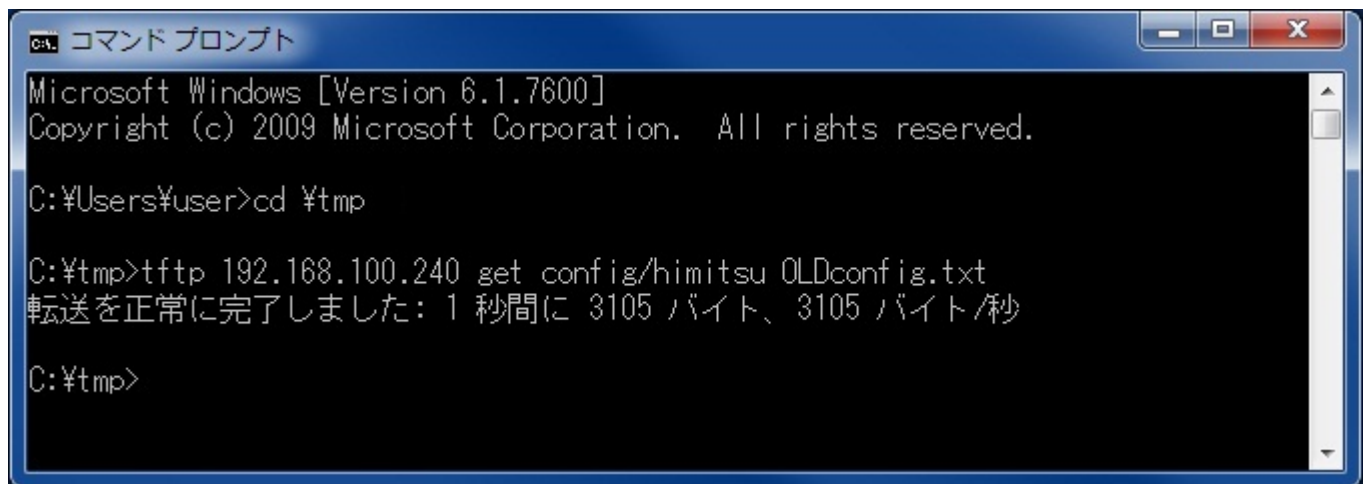 コマンド プロンプト
Microsoft Windows [Version 6.1.7600]
Copyright (c) 2009 Microsoft Corporation.  All rights reserved.
C:¥Users¥user>cd ¥tmp
C:¥tmp>tftp 192.168.100.240 get config/himitsu OLDconfig.txt
転送を正常に完了しました: 1 秒間に 3105 バイト、3105 バイト/秒
C:¥tmp>